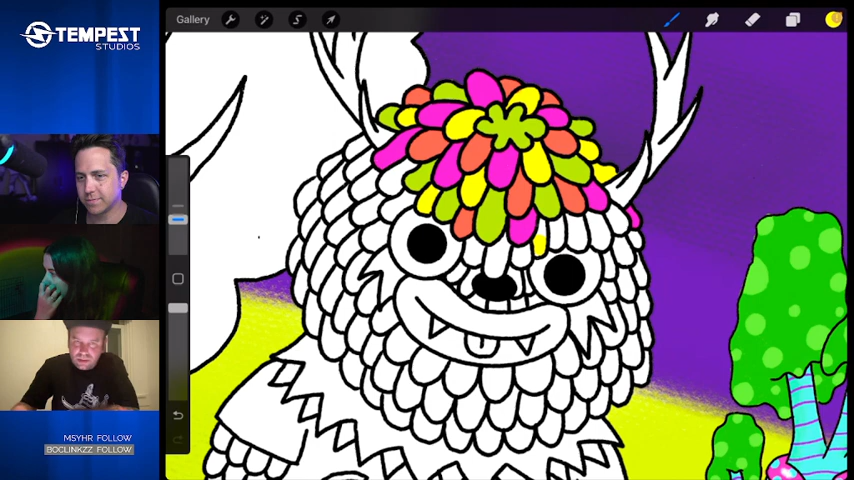 TEMPEST
STUDIOS
Gallery
MSYHR FOLLOW
BOCLINKZZ FOLLOW